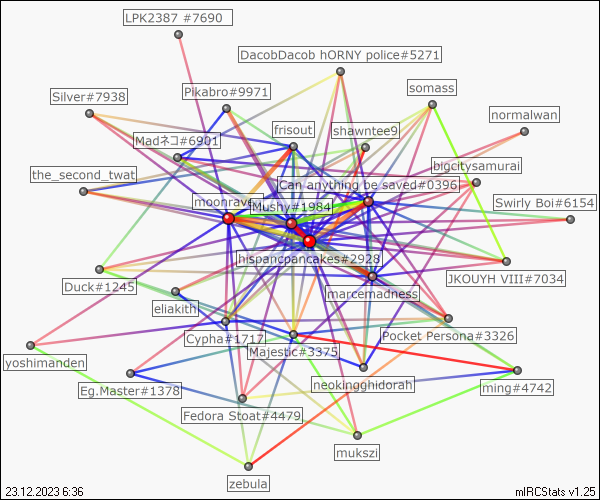 LPK2387 #7690
DacobDacob hORNY police#5271
Pikabro#9971
somass
Silver#7938
normalwan
frisout
shawntee9
Madネコ#6901
bigcitysamurai
the_second_twat
Can anything be saved#0396
moonrave
Mushy#1984
Swirly Boi#6154
hispanicpancakes#2928
JKOUYH VIII#7034
Duck#1245
marcemadness
eliakith
Pocket Persona#3326
Cypha#1717
Majestic#3375
yoshimanden
neokingghidorah
ming#4742
Eg.Master#1378
Fedora Stoat#4479
mukszi
zebula
23.12.2023 6:36
mIRCStats v1.25